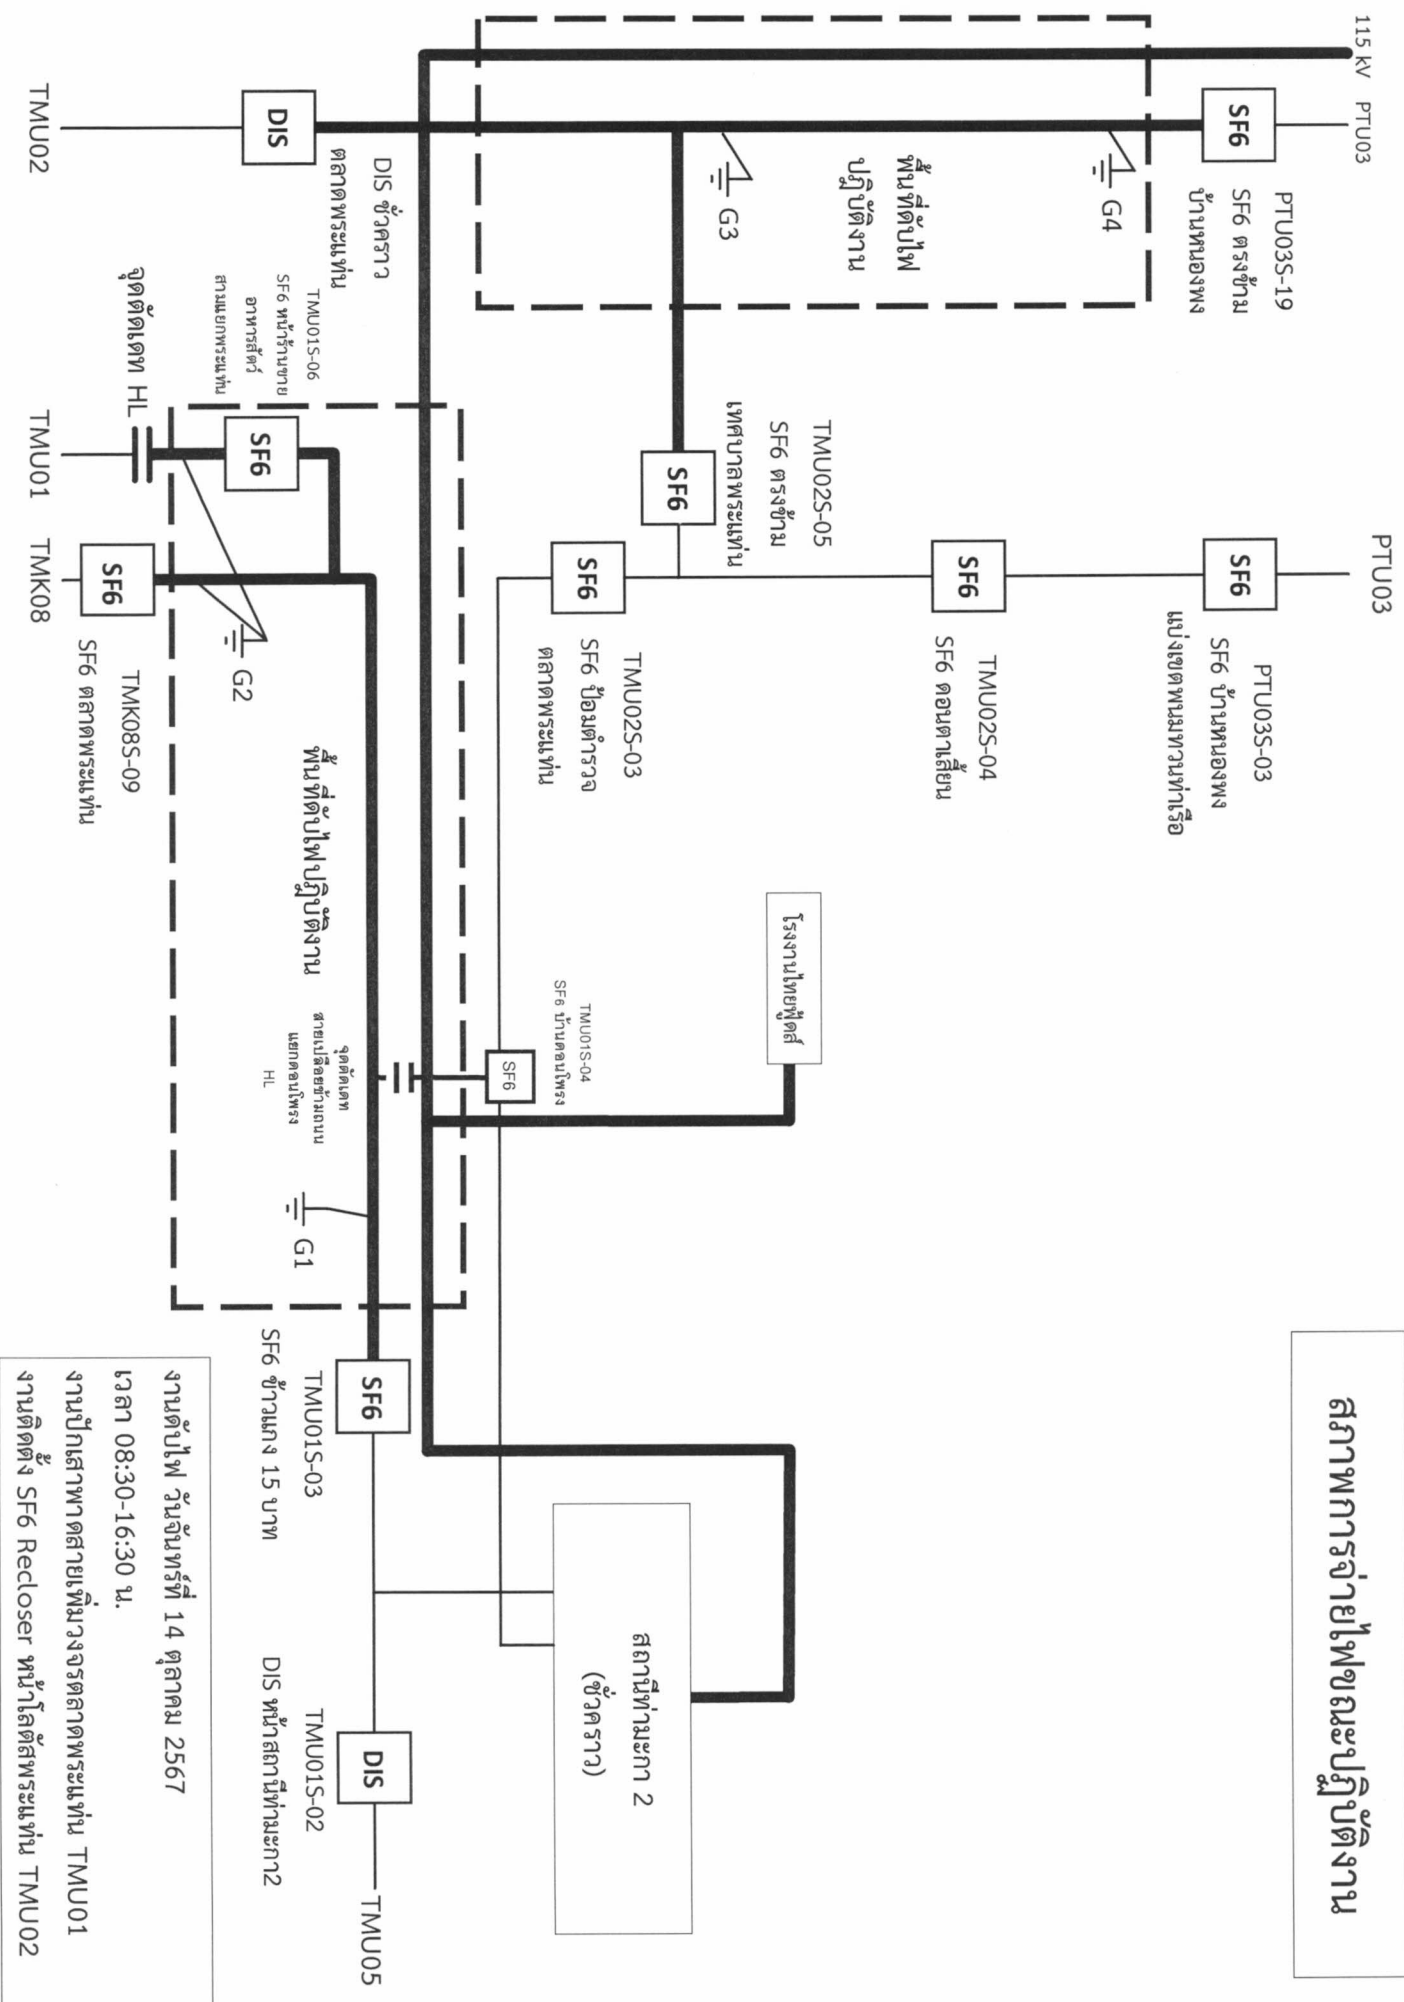 สภาพการจ่ายไฟขณะปฏิบัติงาน
115 kV
PTU03
SF6
PTU03S-19
SF6 ตรงข้าม
บ้านหนองพง
G4
พื้นที่ดับไฟ
ปฏิบัติงาน
G3
DIS
DIS ชั่วคราว
ตลาดพระแท่น
TMU02
PTU03
SF6
PTU03S-03
SF6 บ้านหนองพง
แบ่งเขตพนมทวนท่าเรือ
SF6
TMU02S-04
SF6 ดอนตาเสียน
SF6
TMU02S-05
SF6 ตรงข้าม
เทศบาลพระแท่น
SF6
TMU02S-03
SF6 ป้อมตำรวจ
ตลาดพระแท่น
TMU01S-06
SF6 หน้าร้านขาย
อาหารสัตว์
สามแยกพระแท่น
SF6
จุดตัดเดท HL
TMU01
SF6
TMK08
TMK08S-09
SF6 ตลาดพระแท่น
G2
พื้นที่ดับไฟปฏิบัติงาน
โรงงานไทยฟู้ดส์
TMU01S-04
SF6 บ้านดอนโพรง
SF6
จุดตัดเดท
สายเปลือยข้ามถนน
แยกดอนโพรง
HL
G1
SF6
TMU01S-03
SF6 ข้าวแกง 15 บาท
สถานีท่ามะกา 2
(ชั่วคราว)
DIS
TMU01S-02
DIS หน้าสถานีท่ามะกา2
TMU05
งานดับไฟ วันจันทร์ที่ 14 ตุลาคม 2567
เวลา 08:30-16:30 น.
งานปักเสาพาดสายเพิ่มวงจรตลาดพระแท่น TMU01
งานติดตั้ง SF6 Recloser หน้าโลตัสพระแท่น TMU02